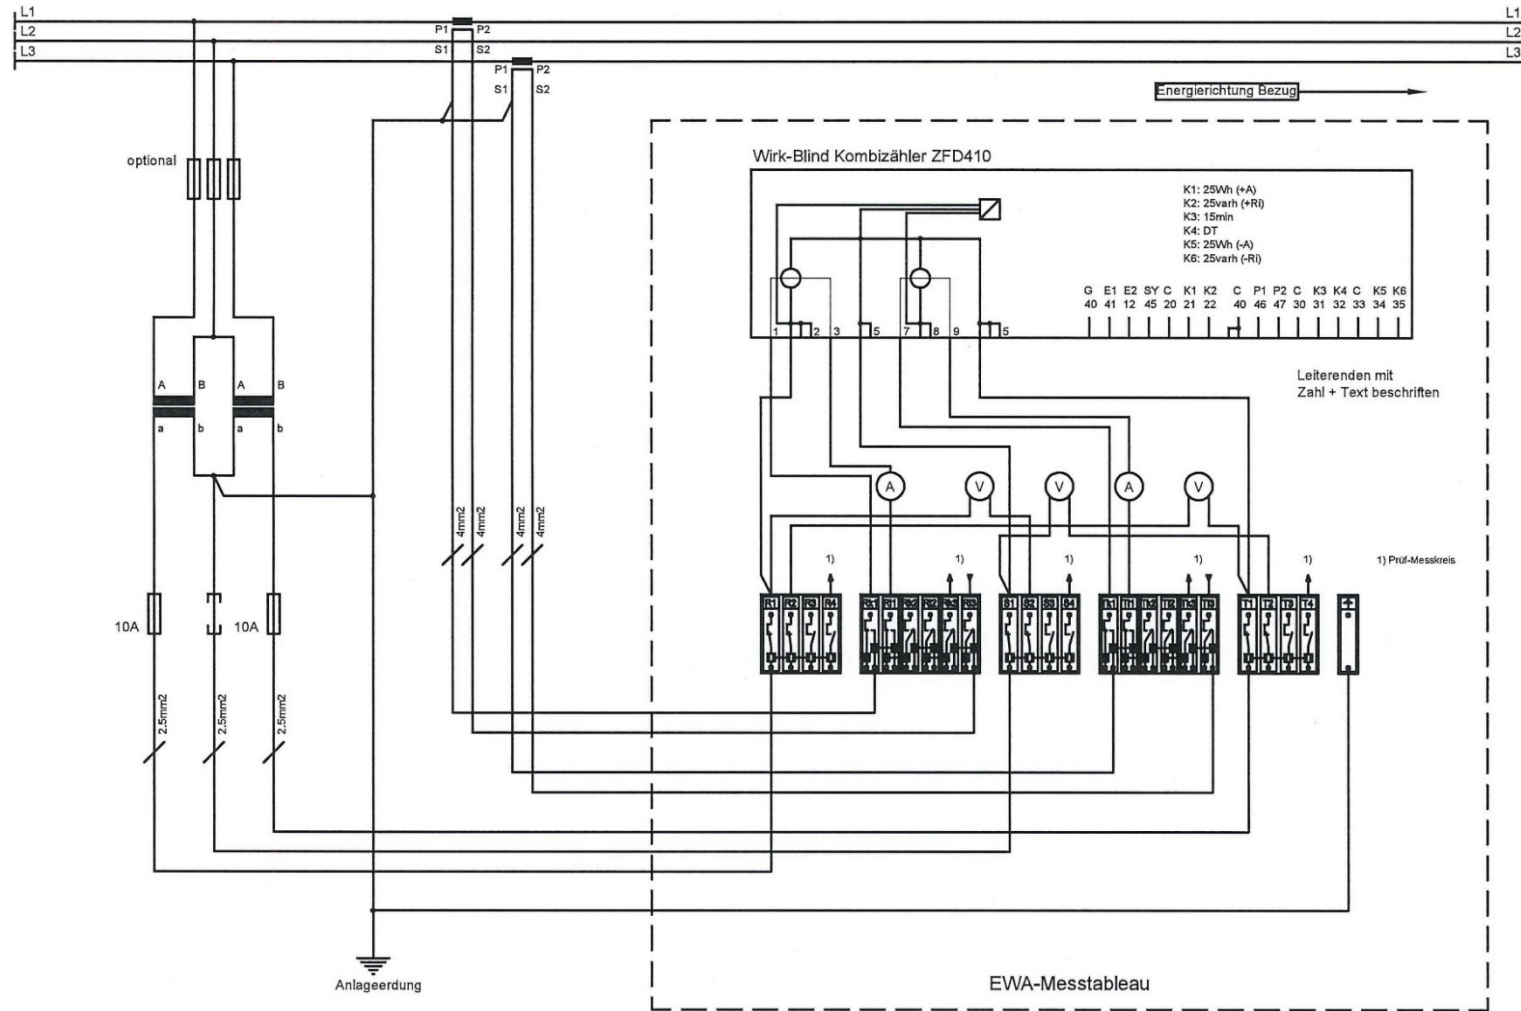 L1 L1
L2 L2
L3 L3
P1 P2
S1 S2
P1 P2
S1 S2
Energierichtung Bezug
optional
Wirk-Blind Kombizähler ZFD410
K1: 25Wh (+A)
K2: 25varh (+Ri)
K3: 15min
K4: DT
K5: 25Wh (-A)
K6: 25varh (-Ri)
G E1 E2 SY C K1 K2 C P1 P2 C K3 K4 C K5 K6
40 41 12 45 20 21 22 40 46 47 30 31 32 33 34 35
1 2 3 5 7 8 9 5
Leiterenden mit
Zahl + Text beschriften
A B A B
a b a b
A V V A V
4mm2 4mm2 4mm2 4mm2
1) 1) 1) 1) 1)
1) Prüf-Messkreis
R1 R2 R3 R4 S1 S2 S3 S4 T1 T2 T3 T4
10A 10A
2.5mm2 2.5mm2 2.5mm2
Anlageerdung
EWA-Messtableau